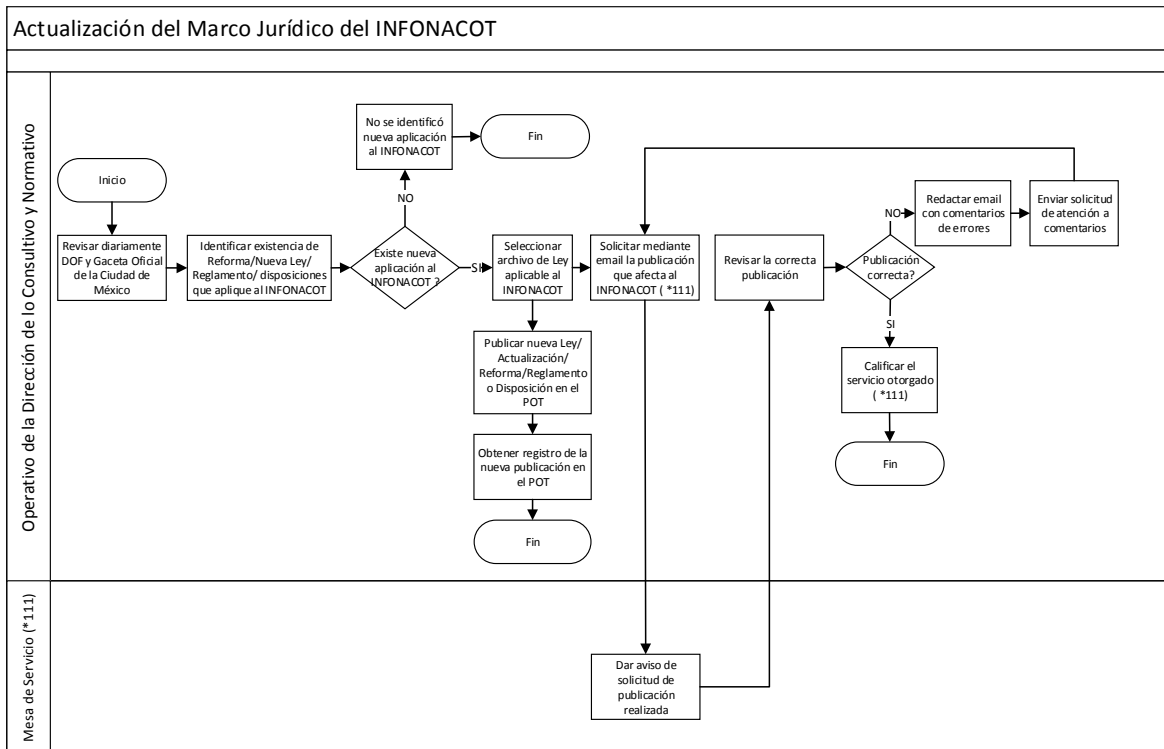 Actualización del Marco Jurídico del INFONACOT
Operativo de la Dirección de lo Consultivo y Normativo
Inicio
Revisar diariamente
DOF y Gaceta Oficial
de la Ciudad de
México
Identificar existencia de
Reforma/Nueva Ley/
Reglamento/ disposiciones
que aplique al INFONACOT
Existe nueva
aplicación al
INFONACOT ?
NO
No se identificó
nueva aplicación
al INFONACOT
Fin
SI
Seleccionar
archivo de Ley
aplicable al
INFONACOT
Publicar nueva Ley/
Actualización/
Reforma/Reglamento
o Disposición en el
POT
Obtener registro de la
nueva publicación en
el POT
Fin
Solicitar mediante
email la publicación
que afecta al
INFONACOT ( *111)
Revisar la correcta
publicación
Publicación
correcta?
NO
Redactar email
con comentarios
de errores
Enviar solicitud
de atención a
comentarios
SI
Calificar el
servicio otorgado
( *111)
Fin
Mesa de Servicio (*111)
Dar aviso de
solicitud de
publicación
realizada